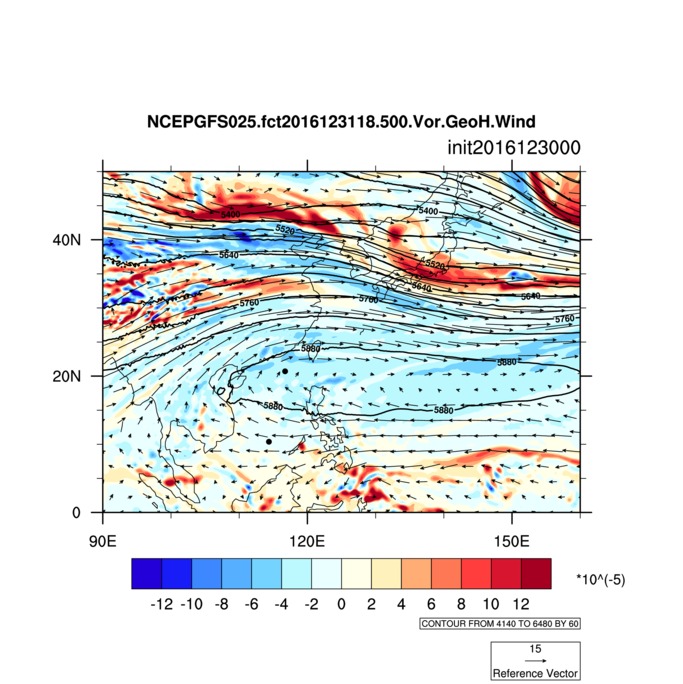 NCEPGFS025.fct2016123118.500.Vor.GeoH.Wind
init2016123000
5400
5400
5520
5520
40N
5640
5640
5640
5760
5760
5760
5880
5880
20N
5880
5880
0
90E 120E 150E
-12 -10 -8 -6 -4 -2 0 2 4 6 8 10 12
*10^(-5)
CONTOUR FROM 4140 TO 6480 BY 60
15
Reference Vector